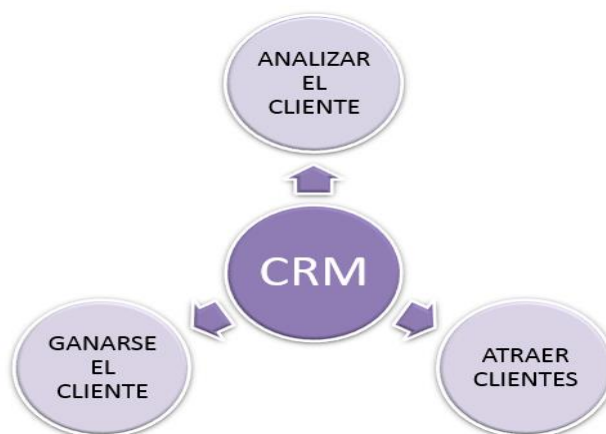 ANALIZAR
EL
CLIENTE
CRM
GANARSE
EL
CLIENTE
ATRAER
CLIENTES